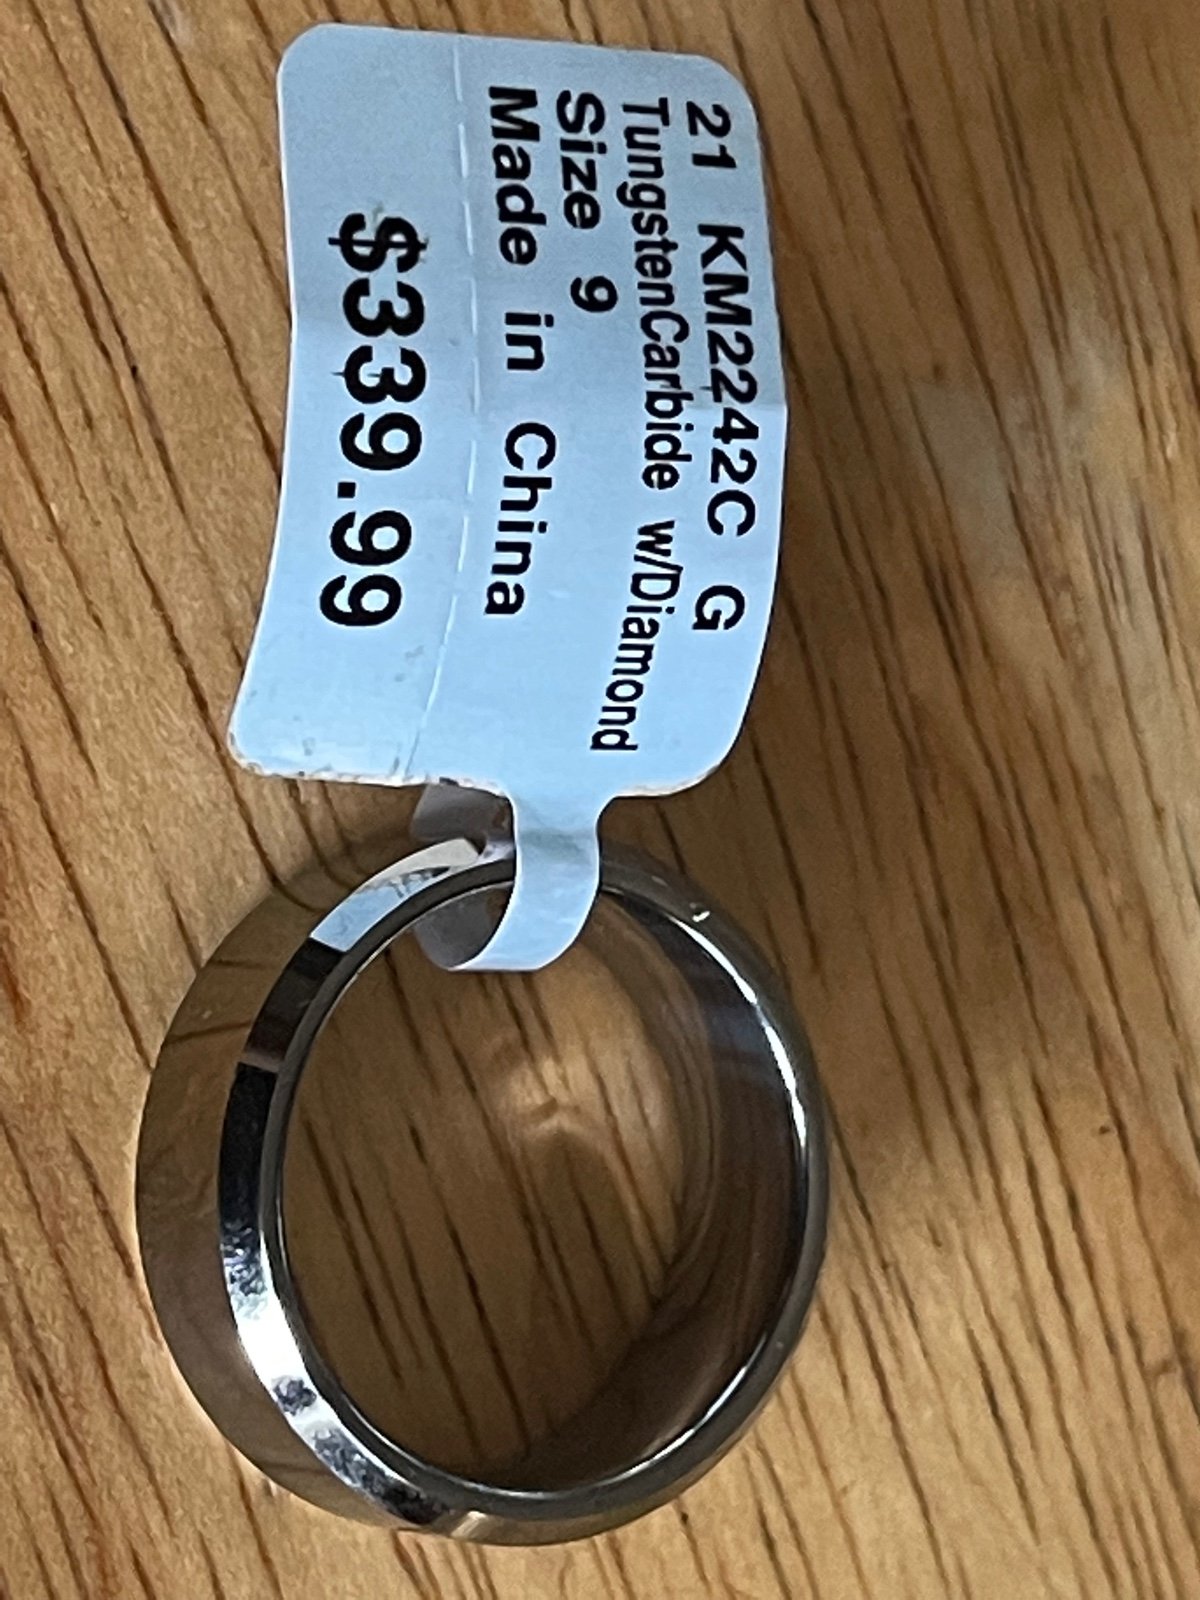 21 KM2242C G
TungstenCarbide w/Diamond
Size 9
Made in China
$339.99